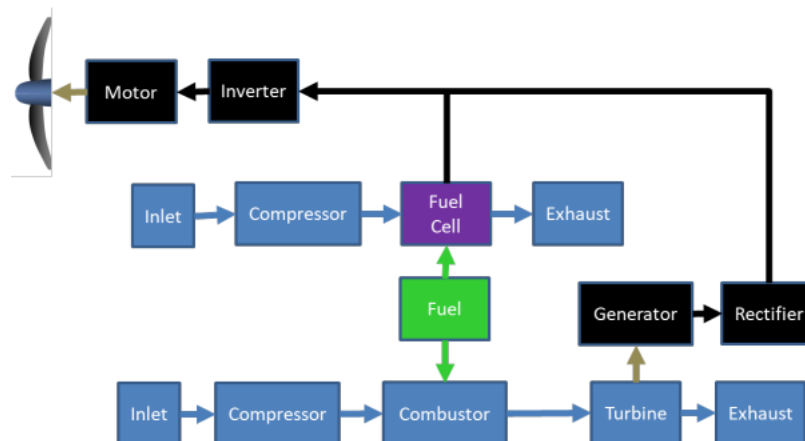 Motor
Inverter
Inlet
Compressor
Fuel
Cell
Exhaust
Fuel
Generator
Rectifier
Inlet
Compressor
Combustor
Turbine
Exhaust